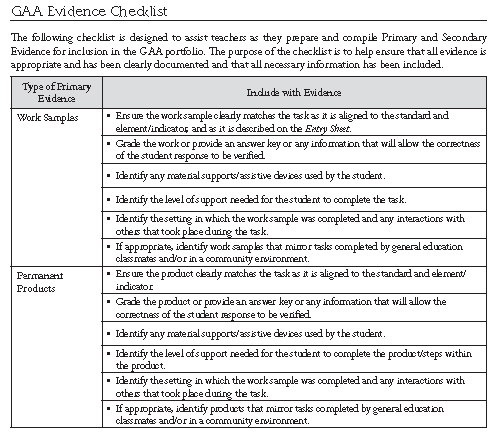 GAA Evidence Checklist
The following checklist is designed to assist teachers as they prepare and compile Primary and Secondary
Evidence for inclusion in the GAA portfolio. The purpose of the checklist is to help ensure that all evidence is
appropriate and has been clearly documented and that all necessary information has been included.
Type of Primary
Evidence
Include with Evidence
Work Samples
• Ensure the work sample clearly matches the task as it is aligned to the standard and
element/indicator, and as it is described on the Entry Sheet.
• Grade the work or provide an answer key or any information that will allow the correctness
of the student response to be verified.
• Identify any material supports/assistive devices used by the student.
• Identify the level of support needed for the student to complete the task.
• Identify the setting in which the work sample was completed and any interactions with
others that took place during the task.
• If appropriate, identify work samples that mirror tasks completed by general education
classmates and/or in a community environment.
Permanent
Products
• Ensure the product clearly matches the task as it is aligned to the standard and element/
indicator.
• Grade the product or provide an answer key or any information that will allow the
correctness of the student response to be verified.
• Identify any material supports/assistive devices used by the student.
• Identify the level of support needed for the student to complete the product/steps within
the product.
• Identify the setting in which the work sample was completed and any interactions with
others that took place during the task.
• If appropriate, identify products that mirror tasks completed by general education
classmates and/or in a community environment.